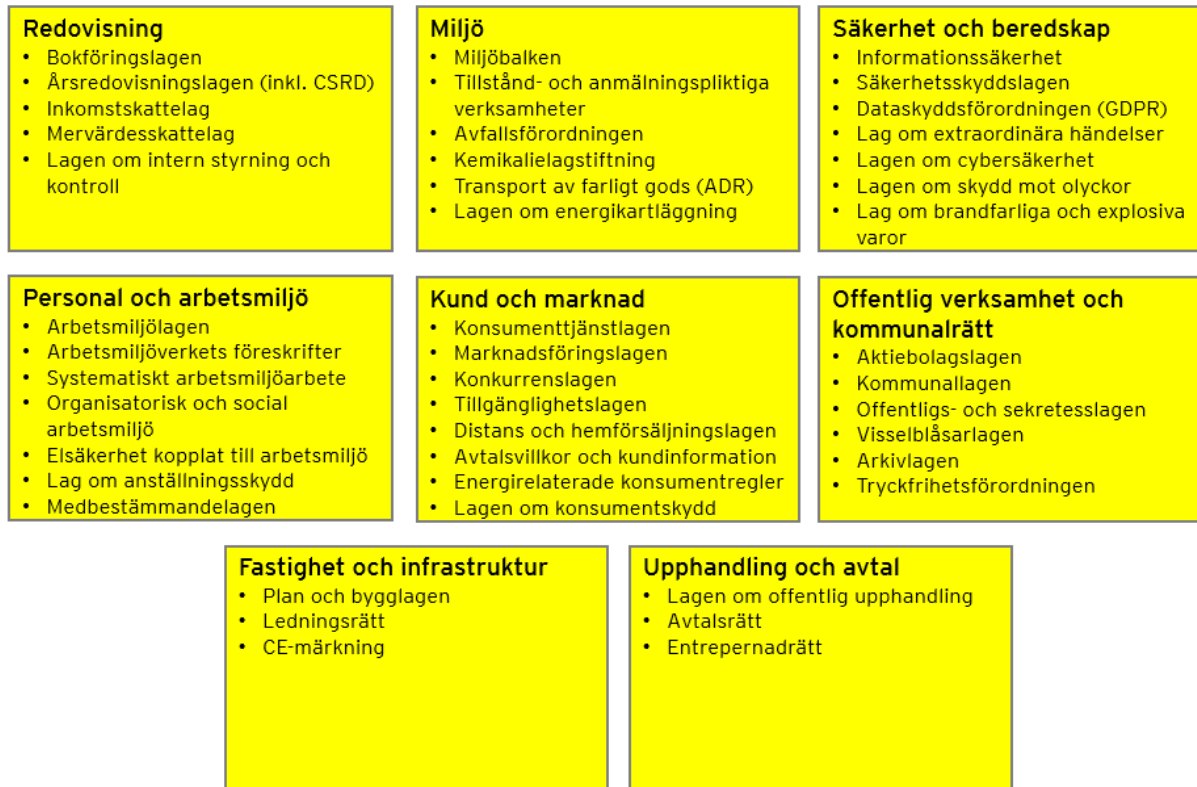 Redovisning
• Bokföringslagen
• Årsredovisningslagen (inkl. CSRD)
• Inkomstskattelag
• Mervärdesskattelag
• Lagen om intern styrning och
kontroll
Miljö
• Miljöbalken
• Tillstånd- och anmälningspliktiga
verksamheter
• Avfallsförordningen
• Kemikalielagstiftning
• Transport av farligt gods (ADR)
• Lagen om energikartläggning
Säkerhet och beredskap
• Informationssäkerhet
• Säkerhetsskyddslagen
• Dataskyddsförordningen (GDPR)
• Lag om extraordinära händelser
• Lagen om cybersäkerhet
• Lagen om skydd mot olyckor
• Lag om brandfarliga och explosiva
varor
Personal och arbetsmiljö
• Arbetsmiljölagen
• Arbetsmiljöverkets föreskrifter
• Systematiskt arbetsmiljöarbete
• Organisatorisk och social
arbetsmiljö
• Elsäkerhet kopplat till arbetsmiljö
• Lag om anställningsskydd
• Medbestämmandelagen
Kund och marknad
• Konsumenttjänstlagen
• Marknadsföringslagen
• Konkurrenslagen
• Tillgänglighetslagen
• Distans och hemförsäljningslagen
• Avtalsvillkor och kundinformation
• Energirelaterade konsumentregler
• Lagen om konsumentskydd
Offentlig verksamhet och
kommunalrätt
• Aktiebolagslagen
• Kommunallagen
• Offentligs- och sekretesslagen
• Visselblåsarlagen
• Arkivlagen
• Tryckfrihetsförordningen
Fastighet och infrastruktur
• Plan och bygglagen
• Ledningsrätt
• CE-märkning
Upphandling och avtal
• Lagen om offentlig upphandling
• Avtalsrätt
• Entrepernadrätt